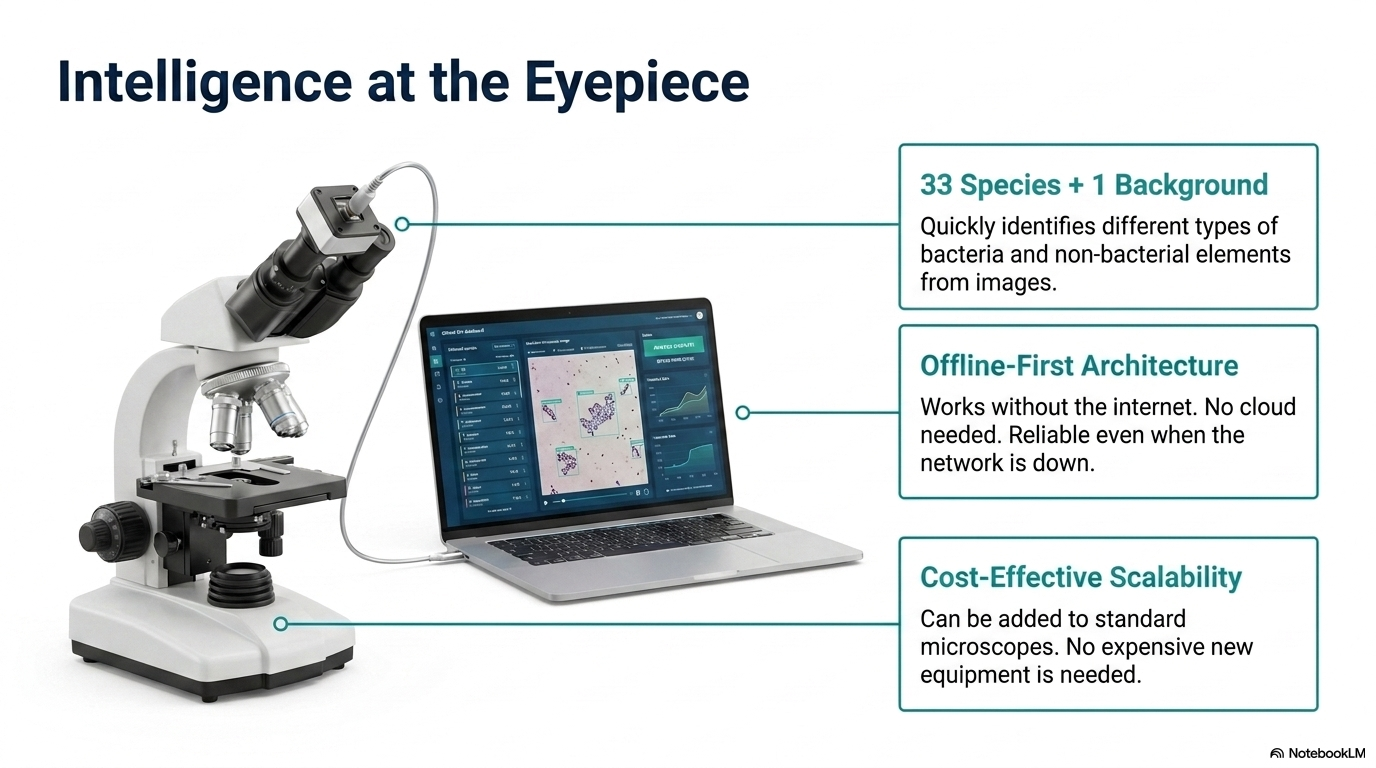 Intelligence at the Eyepiece
33 Species + 1 Background
Quickly identifies different types of
bacteria and non-bacterial elements
from images.
Offline-First Architecture
Works without the internet. No cloud
needed. Reliable even when the
network is down.
Cost-Effective Scalability
Can be added to standard
microscopes. No expensive new
equipment is needed.
NotebookLM